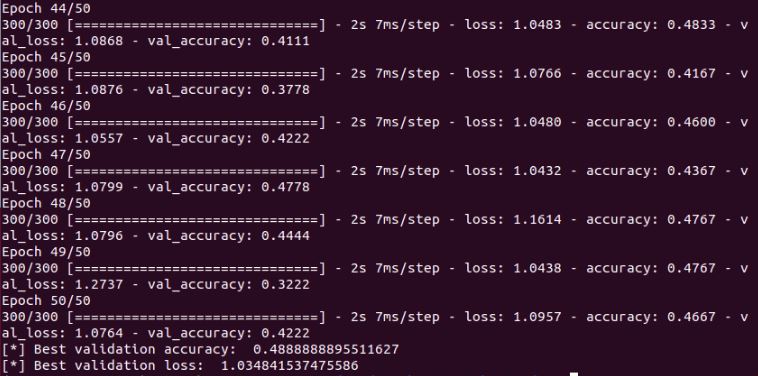 Epoch 44/50
300/300 [==============================] - 2s 7ms/step - loss: 1.0483 - accuracy: 0.4833 - v
al_loss: 1.0868 - val_accuracy: 0.4111
Epoch 45/50
300/300 [==============================] - 2s 7ms/step - loss: 1.0766 - accuracy: 0.4167 - v
al_loss: 1.0876 - val_accuracy: 0.3778
Epoch 46/50
300/300 [==============================] - 2s 7ms/step - loss: 1.0480 - accuracy: 0.4600 - v
al_loss: 1.0557 - val_accuracy: 0.4222
Epoch 47/50
300/300 [==============================] - 2s 7ms/step - loss: 1.0432 - accuracy: 0.4367 - v
al_loss: 1.0799 - val_accuracy: 0.4778
Epoch 48/50
300/300 [==============================] - 2s 7ms/step - loss: 1.1614 - accuracy: 0.4767 - v
al_loss: 1.0796 - val_accuracy: 0.4444
Epoch 49/50
300/300 [==============================] - 2s 7ms/step - loss: 1.0438 - accuracy: 0.4767 - v
al_loss: 1.2737 - val_accuracy: 0.3222
Epoch 50/50
300/300 [==============================] - 2s 7ms/step - loss: 1.0957 - accuracy: 0.4667 - v
al_loss: 1.0764 - val_accuracy: 0.4222
[*] Best validation accuracy:  0.4888888895511627
[*] Best validation loss:  1.034841537475586